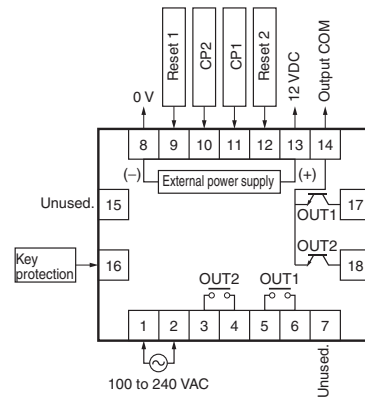 Reset 1
CP2
CP1
Reset 2
12 VDC
Output COM
0 V
8 9 10 11 12 13 14
(−) External power supply (+)
Unused. 15
17
OUT1
Key protection 16
OUT2
18
OUT2 OUT1
1 2 3 4 5 6 7
100 to 240 VAC
Unused.